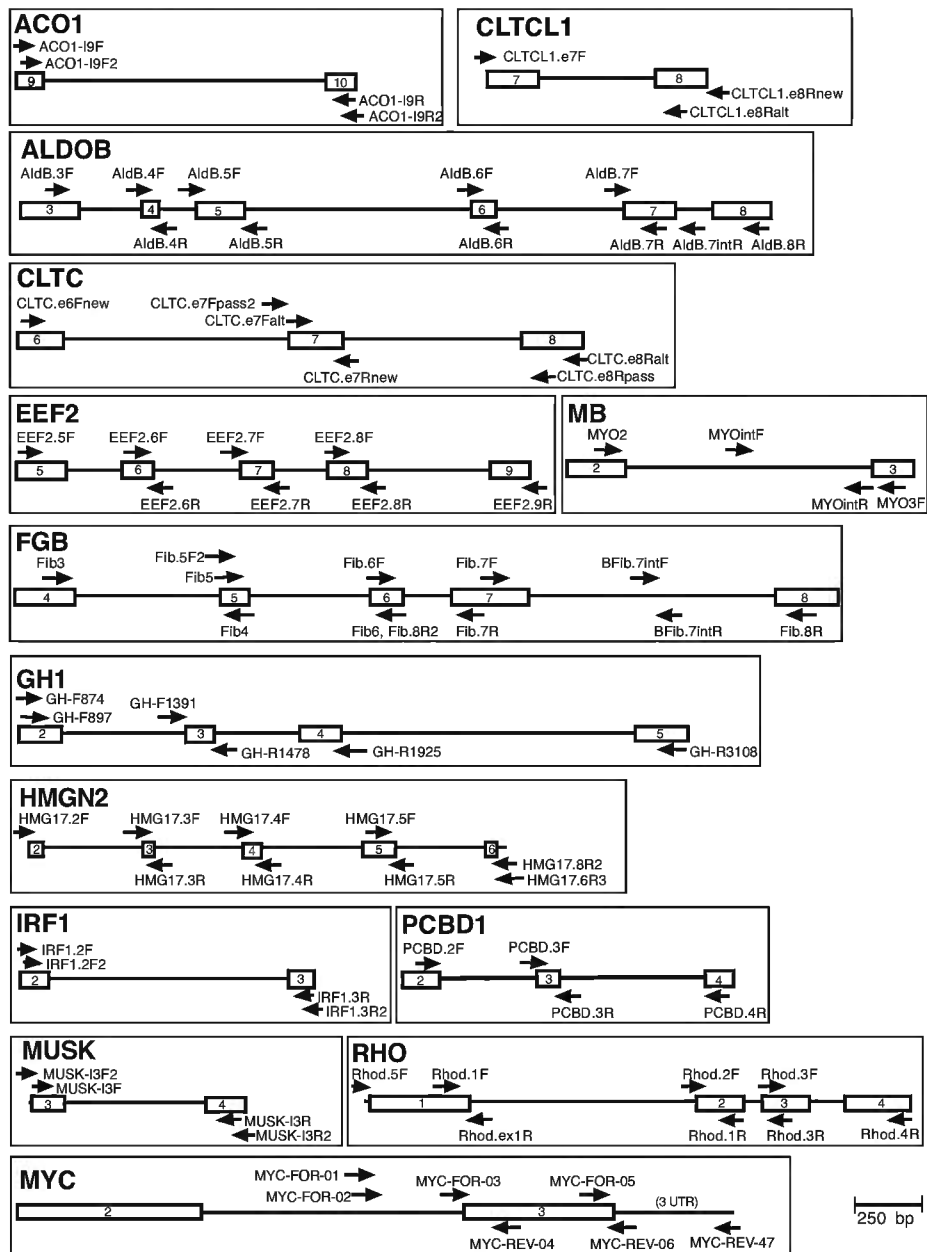 ACO1
ACO1-I9F
ACO1-I9F2
9
10
ACO1-I9R
ACO1-I9R2
CLTCL1
CLTCL1.e7F
7
8
CLTCL1.e8Rnew
CLTCL1.e8Ralt
ALDOB
AldB.3F
AldB.4F
AldB.5F
AldB.6F
AldB.7F
3
4
5
6
7
8
AldB.4R
AldB.5R
AldB.6R
AldB.7R
AldB.7intR
AldB.8R
CLTC
CLTC.e6Fnew
CLTC.e7Fpass2
CLTC.e7Falt
6
7
8
CLTC.e7Rnew
CLTC.e8Ralt
CLTC.e8Rpass
EEF2
EEF2.5F
EEF2.6F
EEF2.7F
EEF2.8F
5
6
7
8
9
EEF2.6R
EEF2.7R
EEF2.8R
EEF2.9R
MB
MYO2
MYOintF
2
3
MYOintR
MYO3F
FGB
Fib3
Fib.5F2
Fib5
Fib.6F
Fib.7F
BFib.7intF
4
5
6
7
8
Fib4
Fib6, Fib.8R2
Fib.7R
BFib.7intR
Fib.8R
GH1
GH-F874
GH-F897
GH-F1391
2
3
4
5
GH-R1478
GH-R1925
GH-R3108
HMGN2
HMG17.2F
HMG17.3F
HMG17.4F
HMG17.5F
2
3
4
5
6
HMG17.3R
HMG17.4R
HMG17.5R
HMG17.8R2
HMG17.6R3
IRF1
IRF1.2F
IRF1.2F2
2
3
IRF1.3R
IRF1.3R2
PCBD1
PCBD.2F
PCBD.3F
2
3
4
PCBD.3R
PCBD.4R
MUSK
MUSK-I3F2
MUSK-I3F
3
4
MUSK-I3R
MUSK-I3R2
RHO
Rhod.5F
Rhod.1F
Rhod.2F
Rhod.3F
1
2
3
4
Rhod.ex1R
Rhod.1R
Rhod.3R
Rhod.4R
MYC
MYC-FOR-01
MYC-FOR-02
MYC-FOR-03
MYC-FOR-05
2
3
(3 UTR)
MYC-REV-04
MYC-REV-06
MYC-REV-47
250 bp